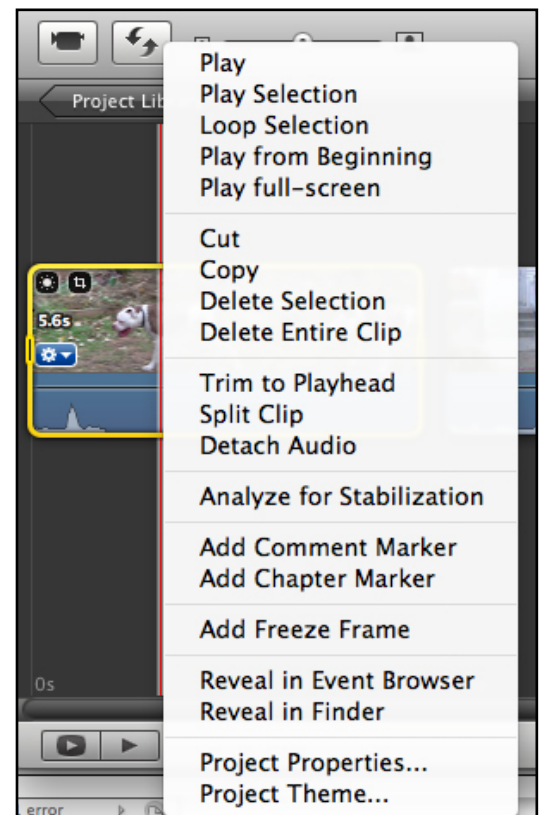 Project Lib
Play
Play Selection
Loop Selection
Play from Beginning
Play full-screen
Cut
Copy
Delete Selection
Delete Entire Clip
5.6s
Trim to Playhead
Split Clip
Detach Audio
Analyze for Stabilization
Add Comment Marker
Add Chapter Marker
Add Freeze Frame
0s
Reveal in Event Browser
Reveal in Finder
Project Properties...
Project Theme...
error